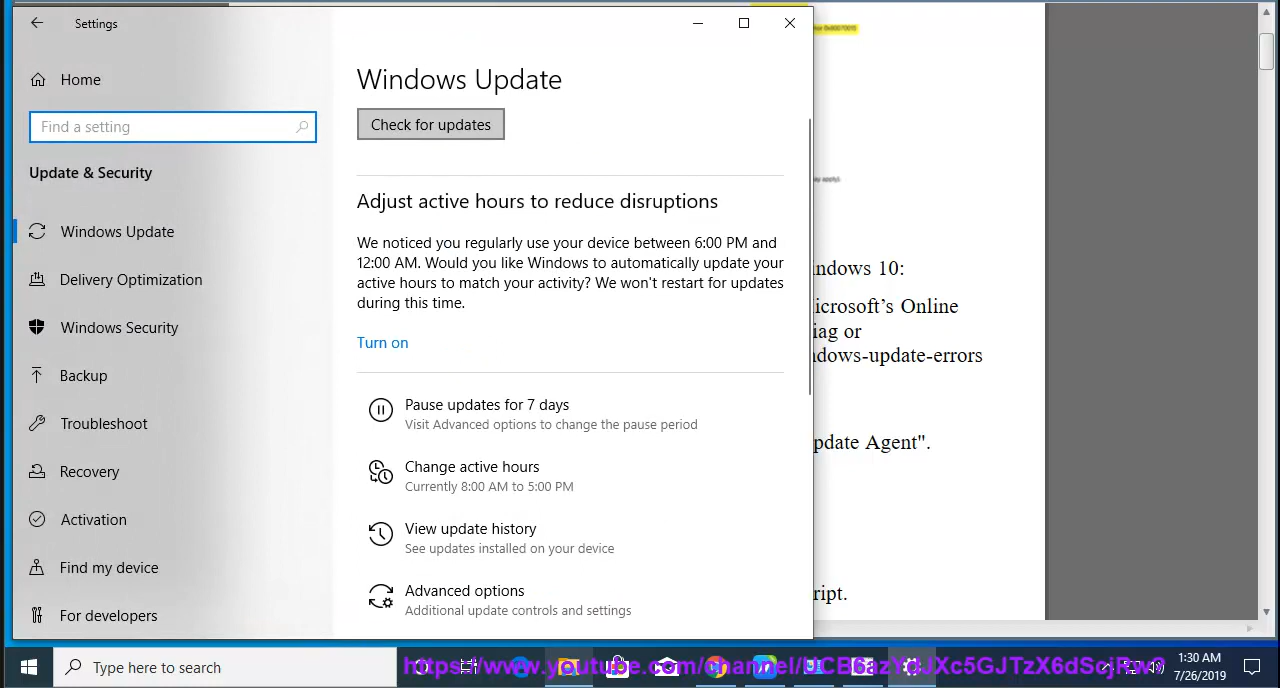 Settings
Home
Find a setting
Update & Security
Windows Update
Delivery Optimization
Windows Security
Backup
Troubleshoot
Recovery
Activation
Find my device
For developers
Windows Update
Check for updates
Adjust active hours to reduce disruptions
We noticed you regularly use your device between 6:00 PM and
12:00 AM. Would you like Windows to automatically update your
active hours to match your activity? We won't restart for updates
during this time.
Turn on
Pause updates for 7 days
Visit Advanced options to change the pause period
Change active hours
Currently 8:00 AM to 5:00 PM
View update history
See updates installed on your device
Advanced options
Additional update controls and settings
indows 10:
icrosoft's Online
iag or
ndows-update-errors
pdate Agent".
ript.
Type here to search
1:30 AM
7/26/2019